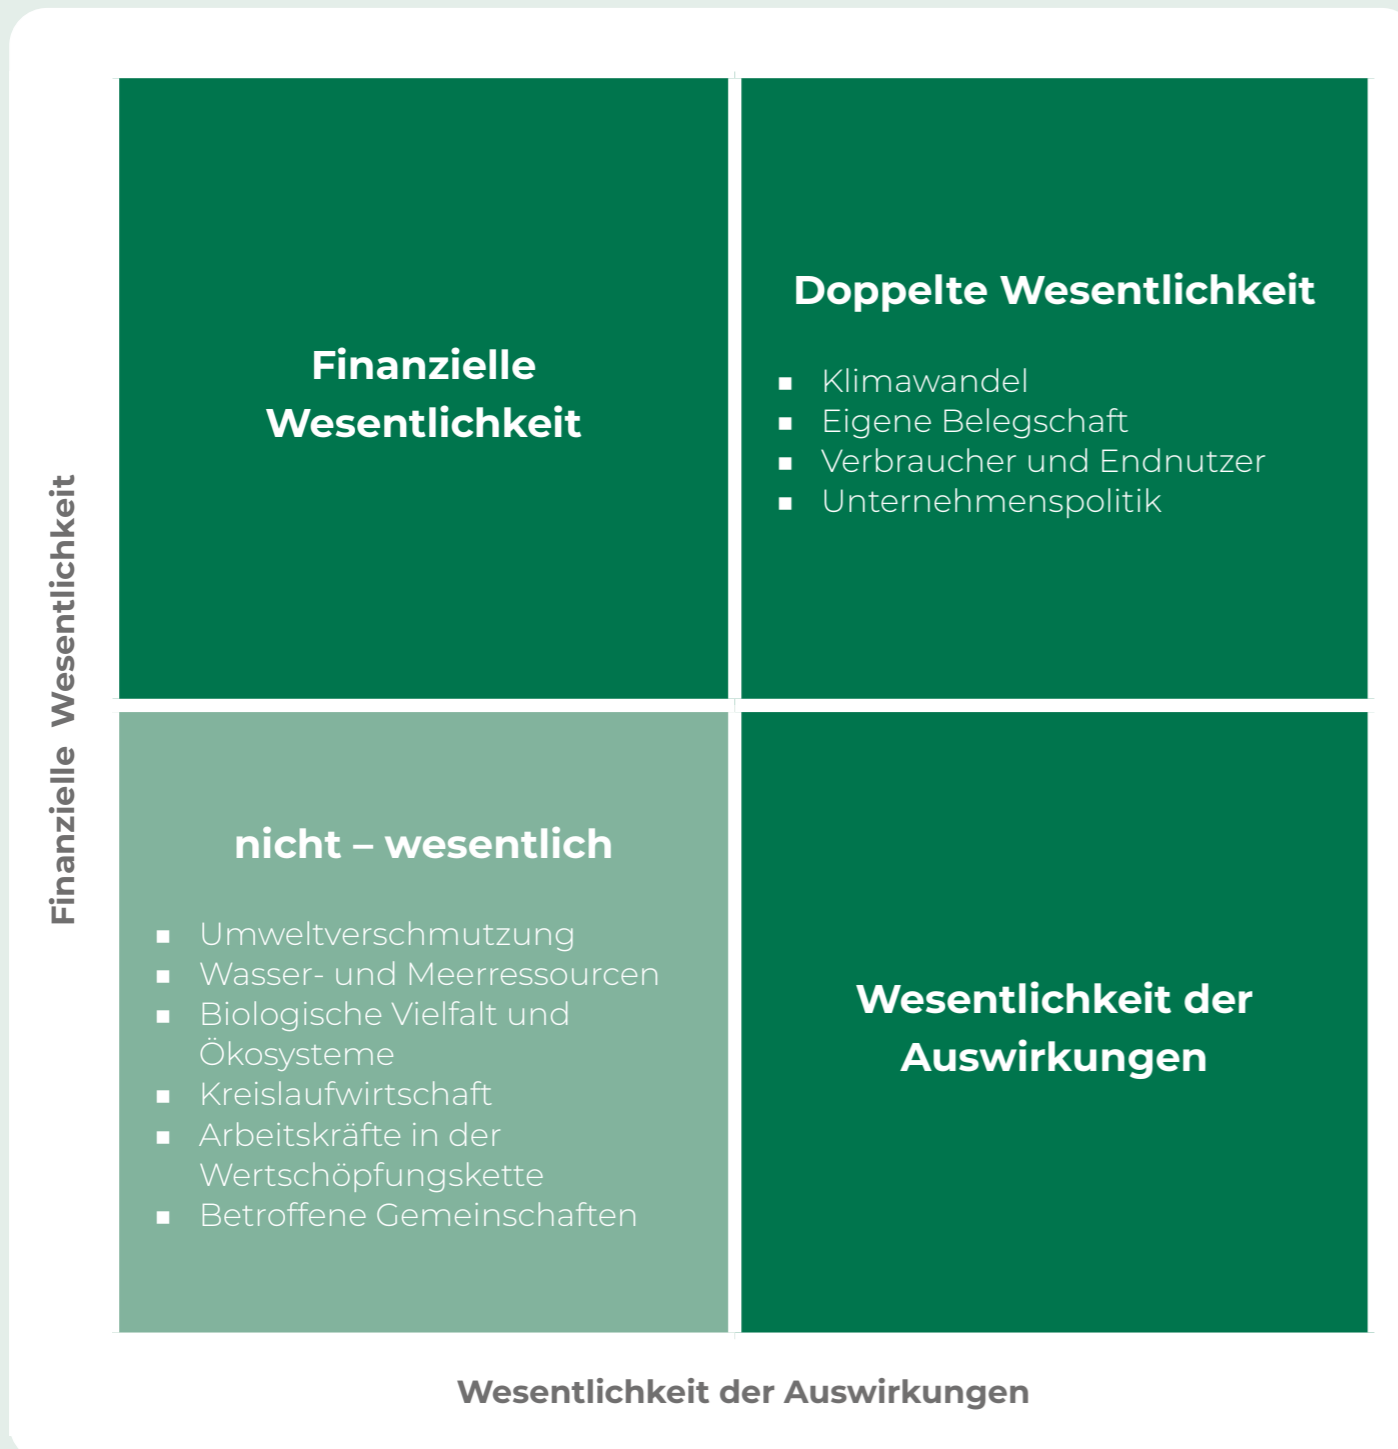 Finanzielle Wesentlichkeit
Finanzielle
Wesentlichkeit
Doppelte Wesentlichkeit
▪ Klimawandel
▪ Eigene Belegschaft
▪ Verbraucher und Endnutzer
▪ Unternehmenspolitik
nicht – wesentlich
▪ Umweltverschmutzung
▪ Wasser- und Meerressourcen
▪ Biologische Vielfalt und
Ökosysteme
▪ Kreislaufwirtschaft
▪ Arbeitskräfte in der
Wertschöpfungskette
▪ Betroffene Gemeinschaften
Wesentlichkeit der
Auswirkungen
Wesentlichkeit der Auswirkungen